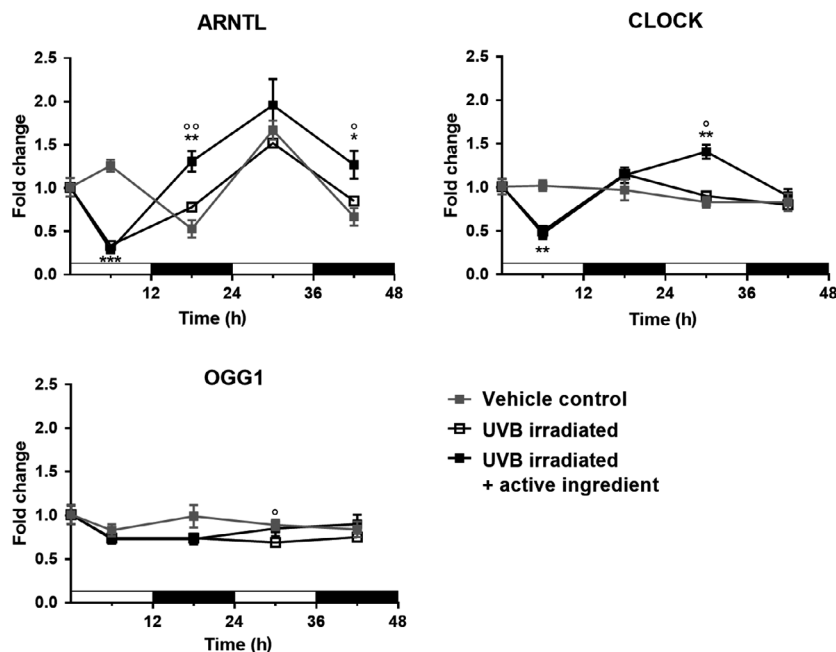 ARNTL
Fold change
2.5
2.0
1.5
1.0
0.5
0.0
°°
**
°
*
***
12 24 36 48
Time (h)
CLOCK
Fold change
2.5
2.0
1.5
1.0
0.5
0.0
°
**
**
12 24 36 48
Time (h)
OGG1
Fold change
2.5
2.0
1.5
1.0
0.5
0.0
°
12 24 36 48
Time (h)
Vehicle control
UVB irradiated
UVB irradiated
+ active ingredient